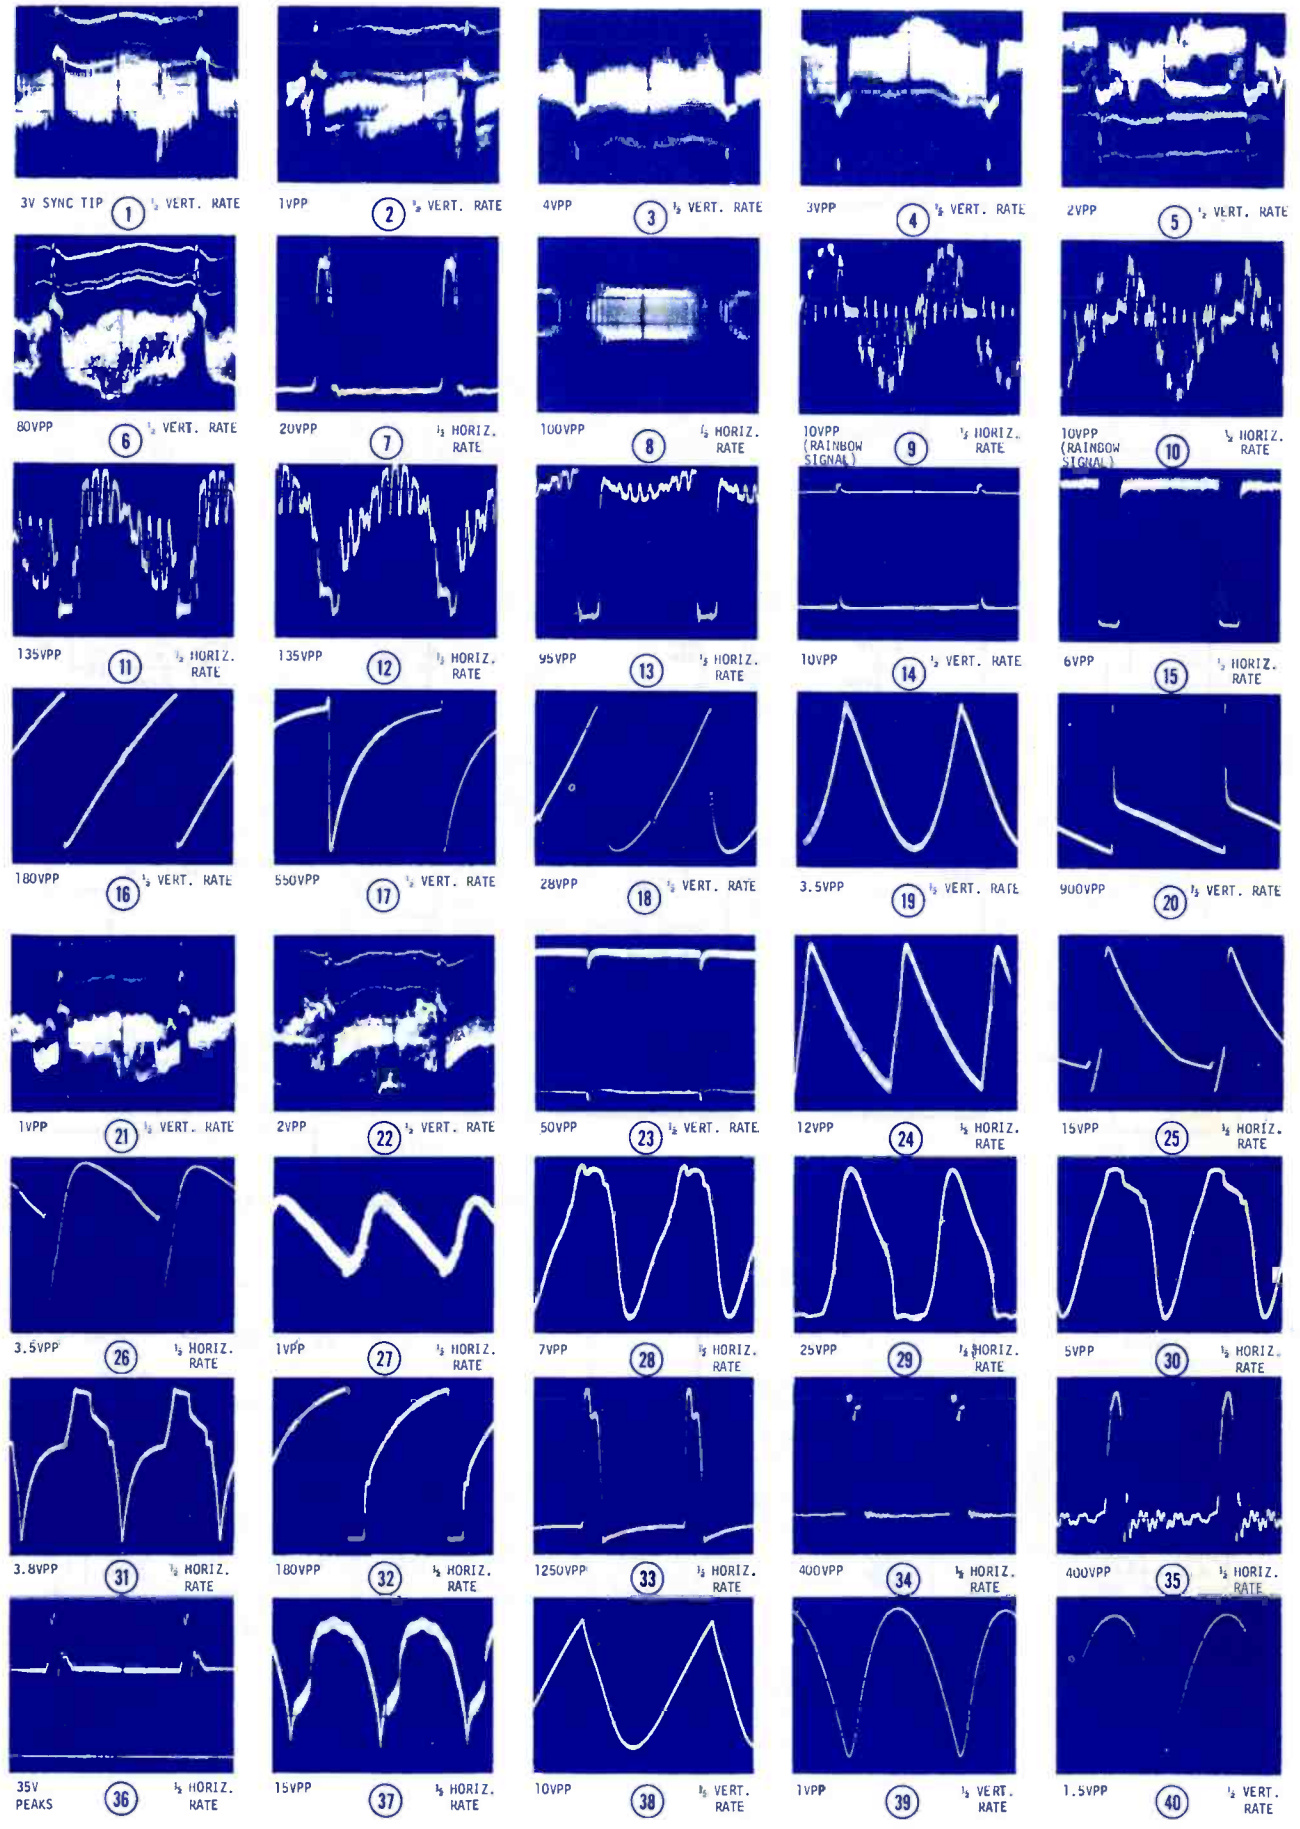 3V SYNC TIP 1 ½ VERT. RATE
1VPP 2 ½ VERT. RATE
4VPP 3 ½ VERT. RATE
3VPP 4 ½ VERT. RATE
2VPP 5 ½ VERT. RATE
80VPP 6 ½ VERT. RATE
20VPP 7 ½ HORIZ.
RATE
100VPP 8 ½ HORIZ.
RATE
10VPP 9 ½ HORIZ.
(RAINBOW RATE
SIGNAL)
10VPP 10 ½ HORIZ.
(RAINBOW RATE
SIGNAL)
135VPP 11 ½ HORIZ.
RATE
135VPP 12 ½ HORIZ.
RATE
95VPP 13 ½ HORIZ.
RATE
10VPP 14 ½ VERT. RATE
6VPP 15 ½ HORIZ.
RATE
180VPP 16 ½ VERT. RATE
550VPP 17 ½ VERT. RATE
28VPP 18 ½ VERT. RATE
3.5VPP 19 ½ VERT. RATE
900VPP 20 ½ VERT. RATE
1VPP 21 ½ VERT. RATE
2VPP 22 ½ VERT. RATE
50VPP 23 ½ VERT. RATE
12VPP 24 ½ HORIZ.
RATE
15VPP 25 ½ HORIZ.
RATE
3.5VPP 26 ½ HORIZ.
RATE
1VPP 27 ½ HORIZ.
RATE
7VPP 28 ½ HORIZ.
RATE
25VPP 29 ½ HORIZ.
RATE
5VPP 30 ½ HORIZ.
RATE
3.8VPP 31 ½ HORIZ.
RATE
180VPP 32 ½ HORIZ.
RATE
1250VPP 33 ½ HORIZ.
RATE
400VPP 34 ½ HORIZ.
RATE
400VPP 35 ½ HORIZ.
RATE
35V 36 ½ HORIZ.
PEAKS RATE
15VPP 37 ½ HORIZ.
RATE
10VPP 38 ½ VERT.
RATE
1VPP 39 ½ VERT.
RATE
1.5VPP 40 ½ VERT.
RATE